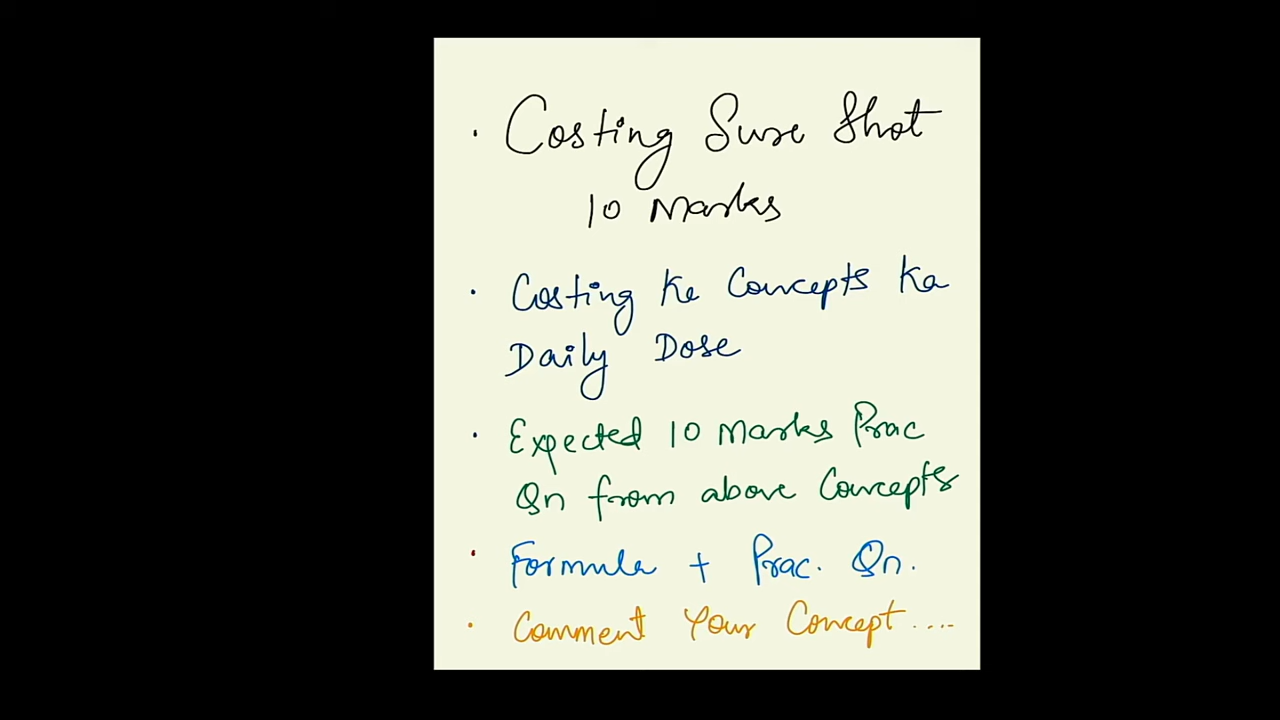 • Costing Sure Shot
10 Marks
• Costing Ke Concepts Ka
Daily Dose
• Expected 10 Marks Prac
Qn from above Concepts
• Formula + Prac. Qn.
• Comment Your Concept ....